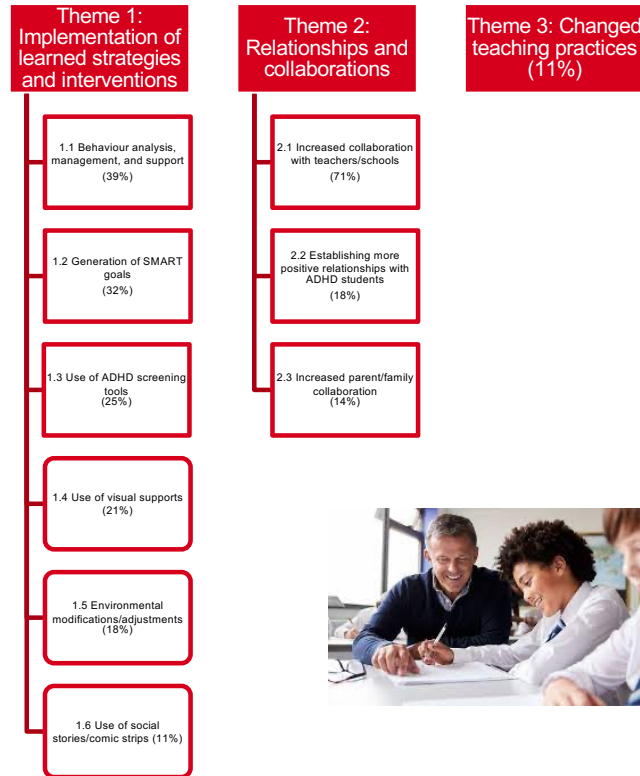 Theme 1:
Implementation of
learned strategies
and interventions
1.1 Behaviour analysis,
management, and support
(39%)
1.2 Generation of SMART
goals
(32%)
1.3 Use of ADHD screening
tools
(25%)
1.4 Use of visual supports
(21%)
1.5 Environmental
modifications/adjustments
(18%)
1.6 Use of social
stories/comic strips (11%)
Theme 2:
Relationships and
collaborations
2.1 Increased collaboration
with teachers/schools
(71%)
2.2 Establishing more
positive relationships with
ADHD students
(18%)
2.3 Increased parent/family
collaboration
(14%)
Theme 3: Changed
teaching practices
(11%)